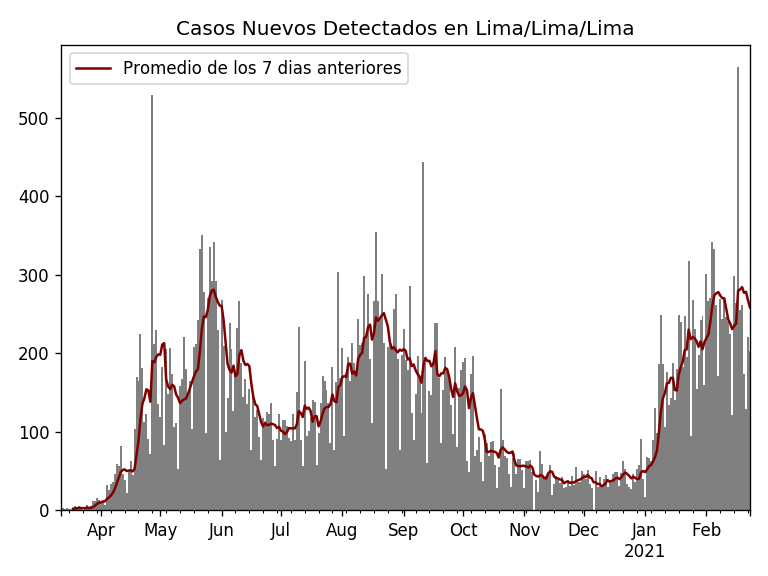 Casos Nuevos Detectados en Lima/Lima/Lima
Promedio de los 7 dias anteriores
500
400
300
200
100
0
Apr May Jun Jul Aug Sep Oct Nov Dec Jan Feb
2021